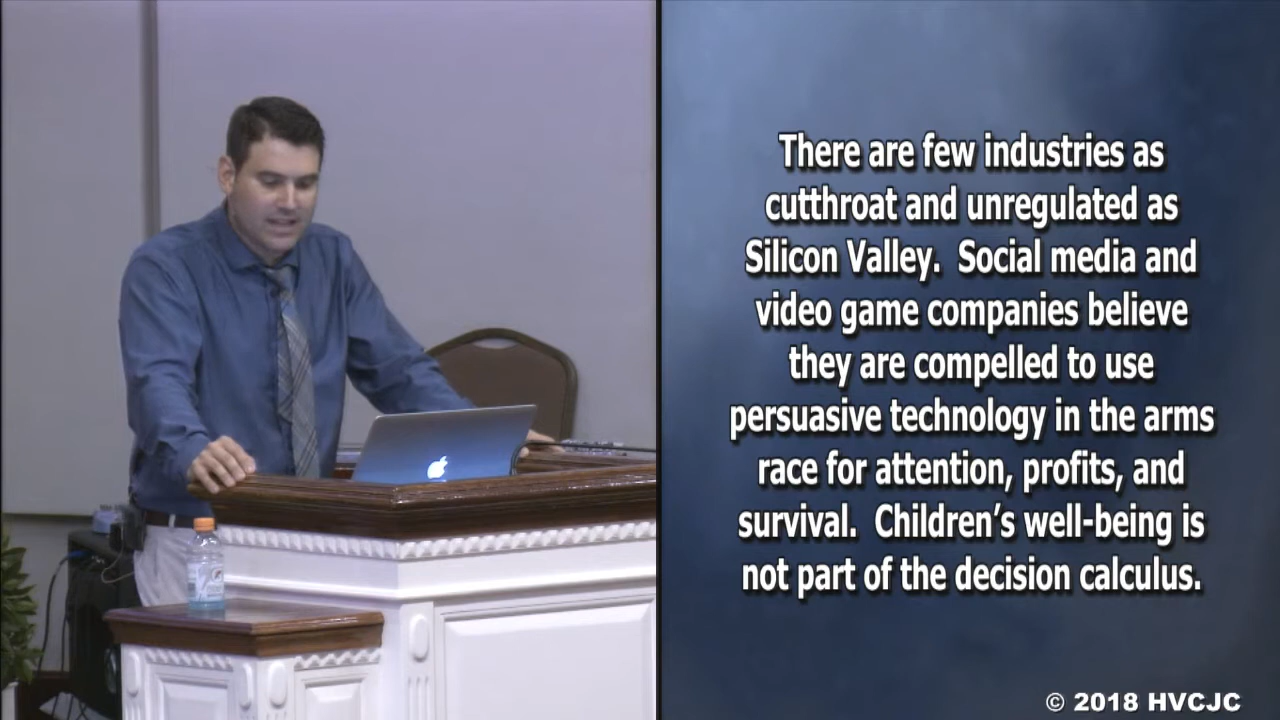 There are few industries as
cutthroat and unregulated as
Silicon Valley.  Social media and
video game companies believe
they are compelled to use
persuasive technology in the arms
race for attention, profits, and
survival.  Children’s well-being is
not part of the decision calculus.
© 2018 HVCJC